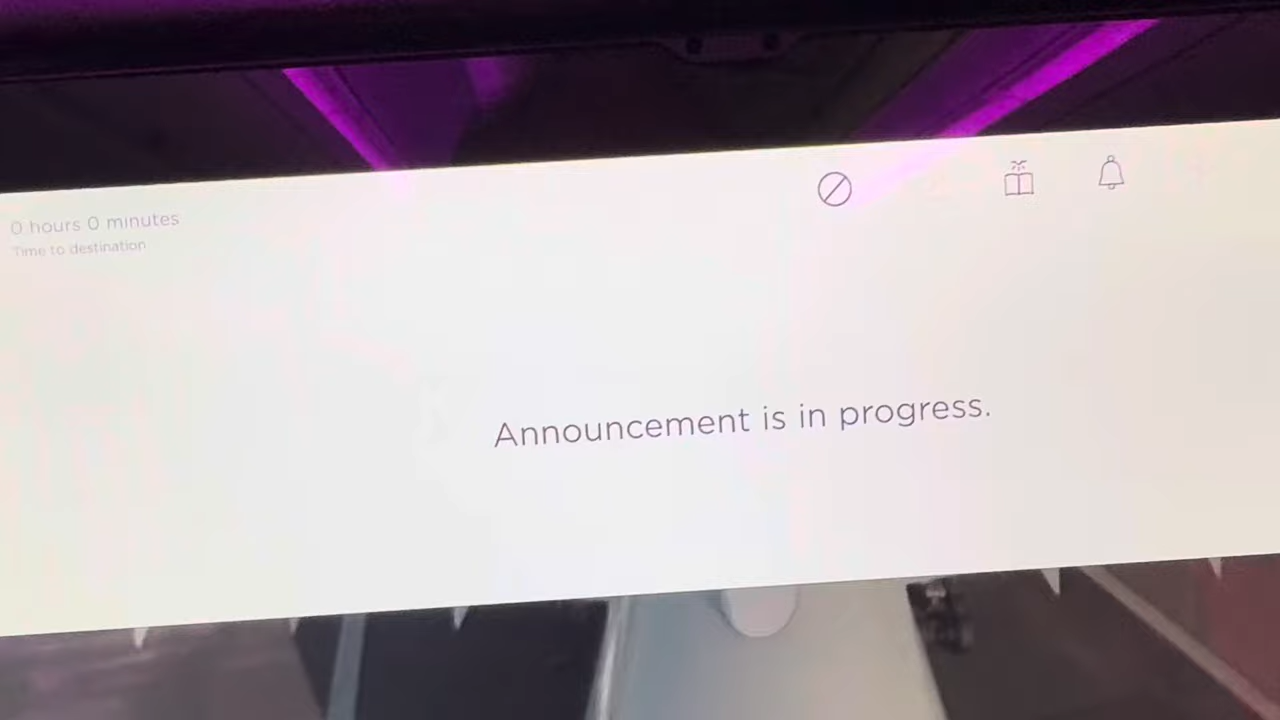 0 hours 0 minutes
Time to destination
Announcement is in progress.